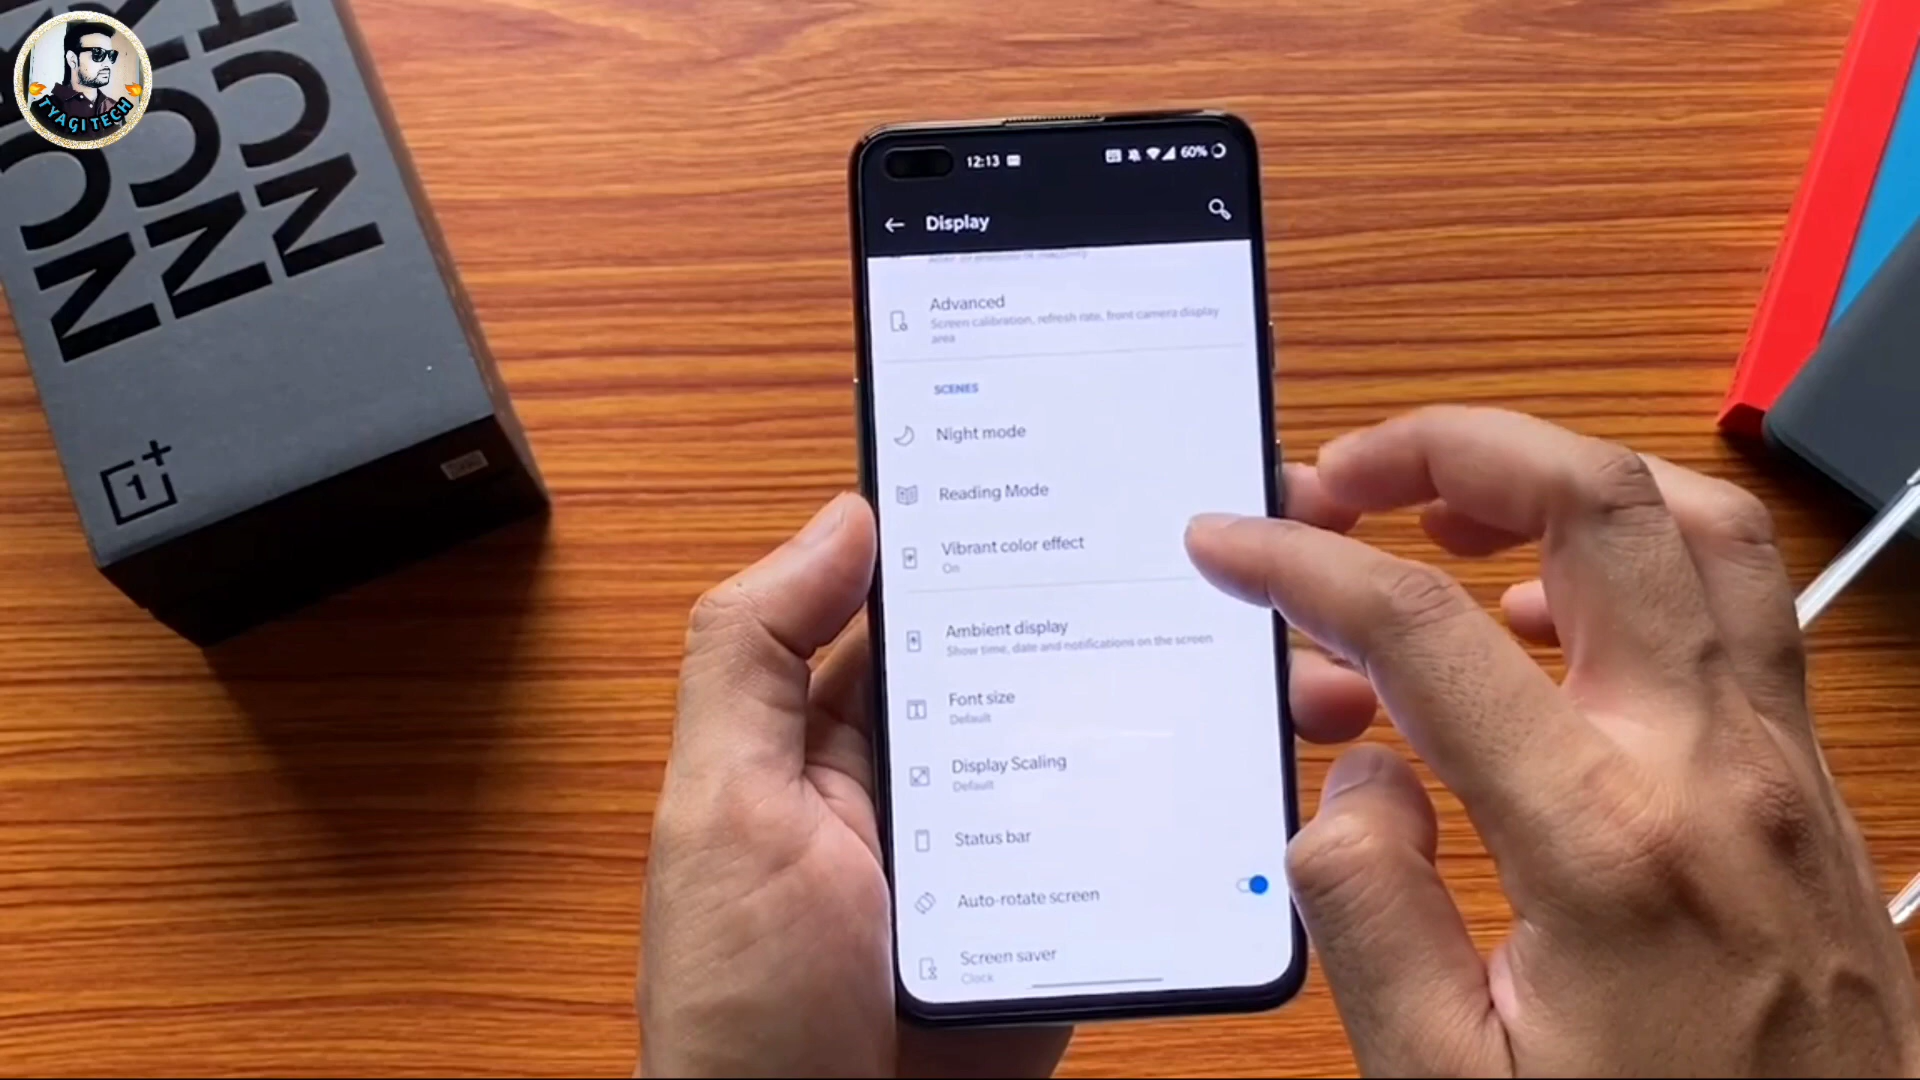 TYAGI TECH
12:13
60%
Display
Advanced
Screen calibration, refresh rate, front camera display
area
SCENES
Night mode
Reading Mode
Vibrant color effect
On
Ambient display
Show time, date and notifications on the screen
Font size
Default
Display Scaling
Default
Status bar
Auto-rotate screen
Screen saver
Clock
1+